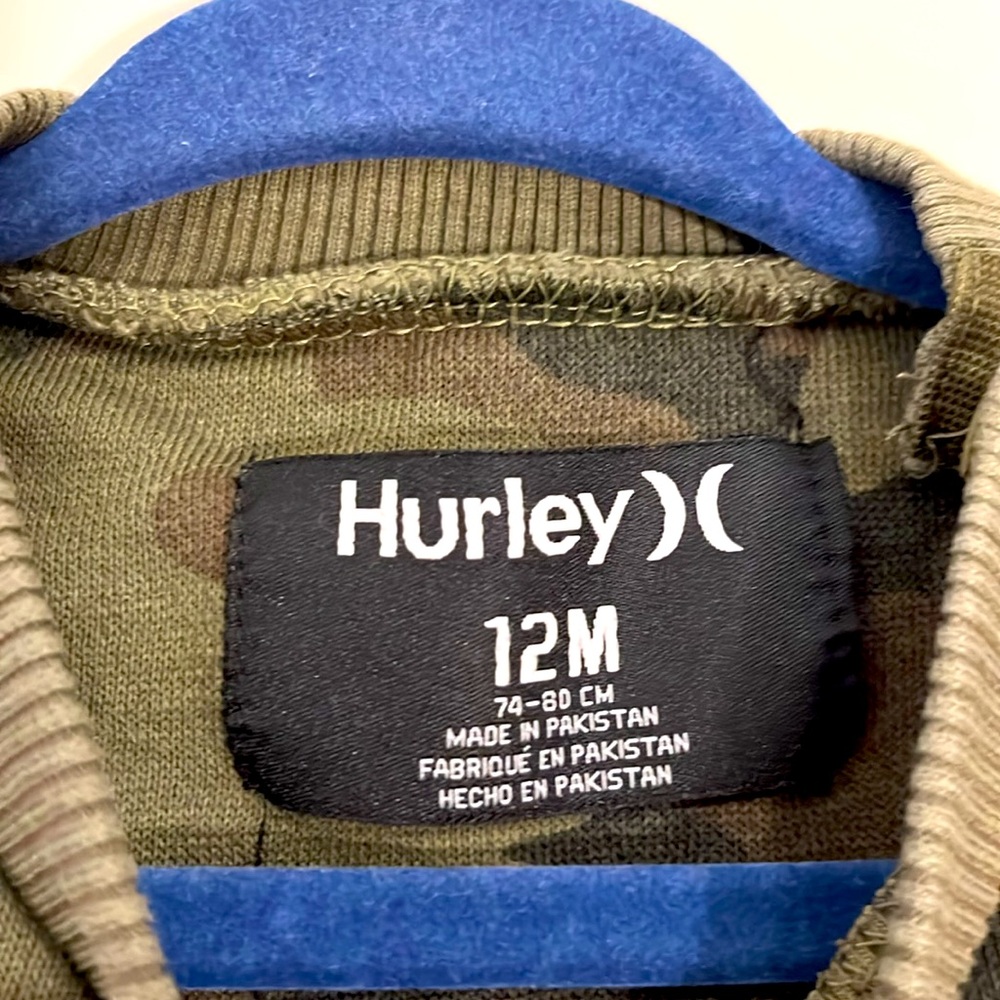 Hurley
12M
74-80 CM
MADE IN PAKISTAN
FABRIQUÉ EN PAKISTAN
HECHO EN PAKISTAN